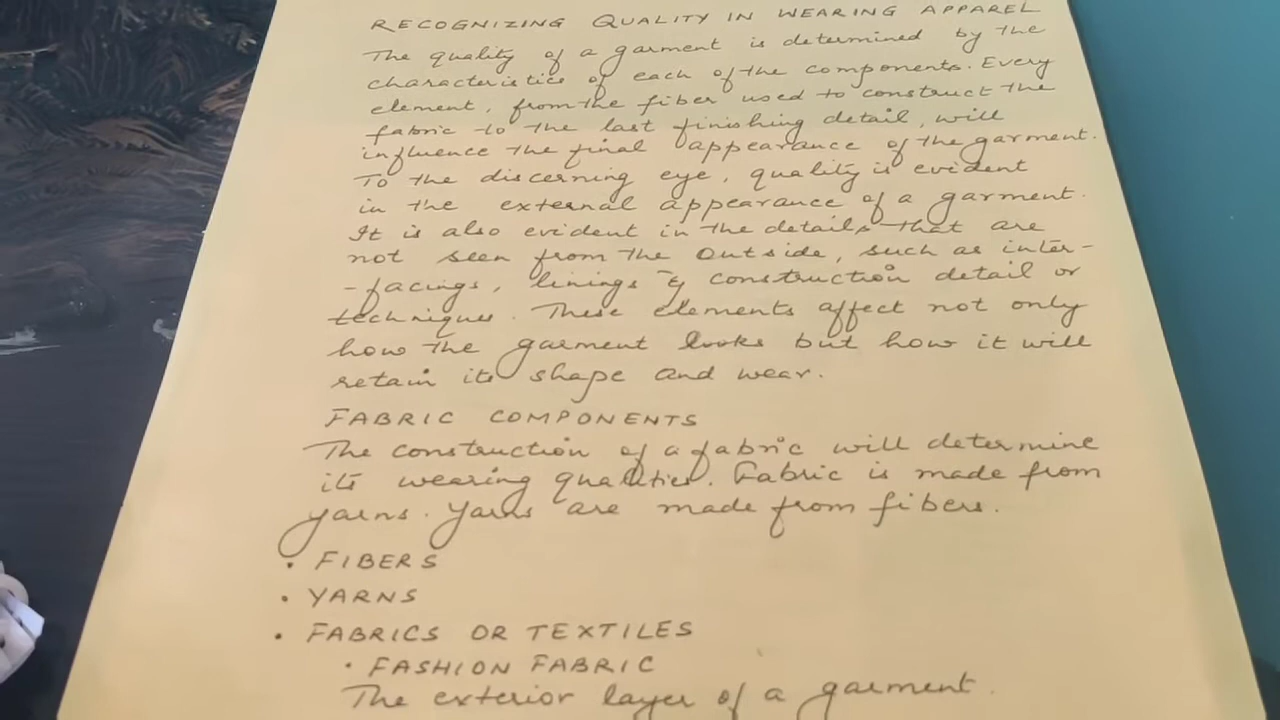 RECOGNIZING QUALITY IN WEARING APPAREL
The quality of a garment is determined by the
characteristics of each of the components. Every
element, from the fiber used to construct the
fabric to the last finishing detail, will
influence the final appearance of the garment.
To the discerning eye, quality is evident
in the external appearance of a garment.
It is also evident in the details that are
not seen from the outside, such as inter-
-facings, linings & construction detail or
techniques. These elements affect not only
how the garment looks but how it will
retain its shape and wear.
FABRIC COMPONENTS
The construction of a fabric will determine
its wearing qualities. Fabric is made from
yarns. Yarns are made from fibers.
• FIBERS
• YARNS
• FABRICS OR TEXTILES
• FASHION FABRIC
The exterior layer of a garment.